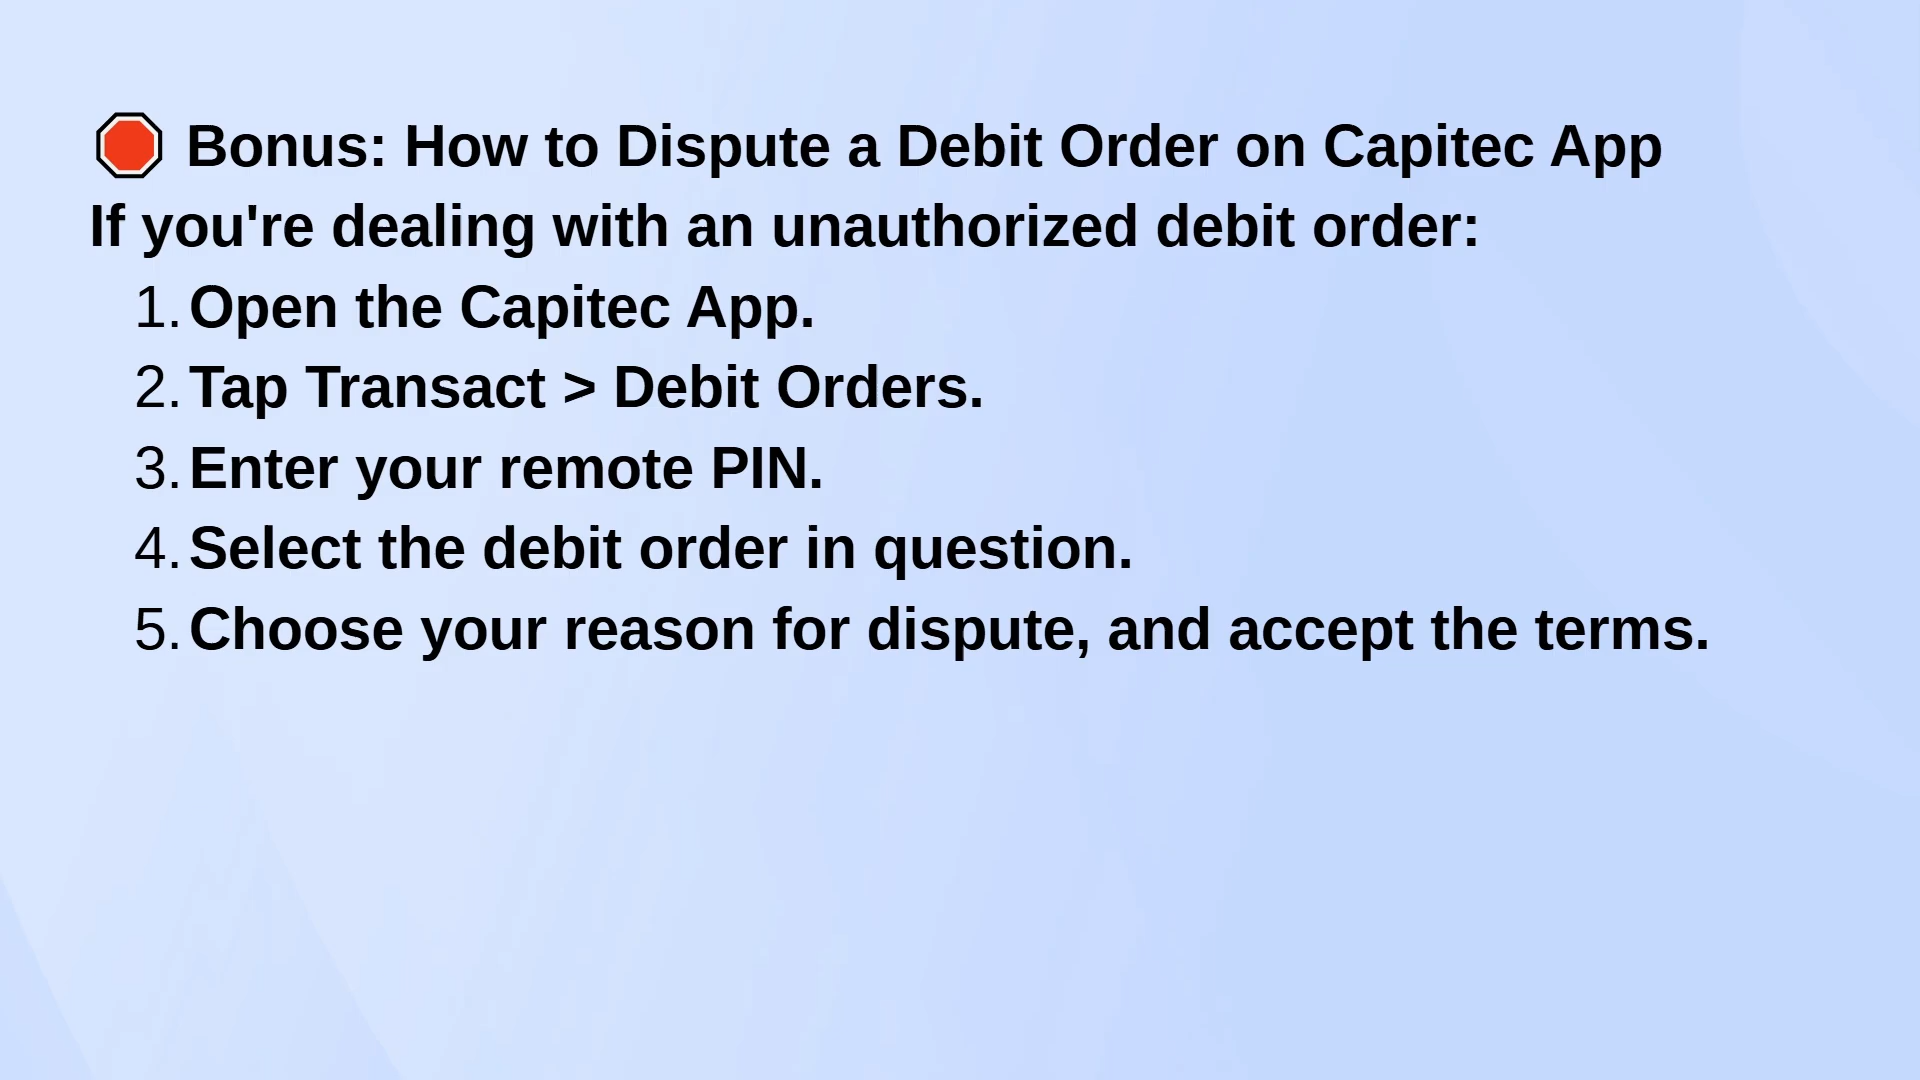 🛑 Bonus: How to Dispute a Debit Order on Capitec App
If you're dealing with an unauthorized debit order:
1. Open the Capitec App.
2. Tap Transact > Debit Orders.
3. Enter your remote PIN.
4. Select the debit order in question.
5. Choose your reason for dispute, and accept the terms.